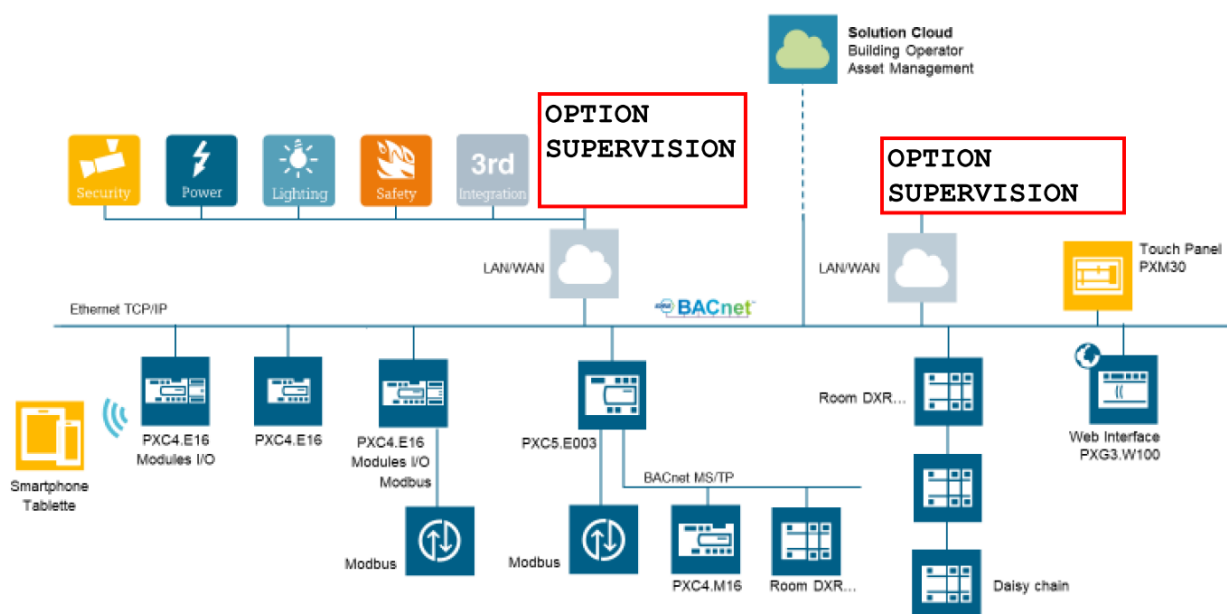 Solution Cloud
Building Operator
Asset Management
OPTION
SUPERVISION
OPTION
SUPERVISION
Security
Power
Lighting
Safety
3rd
Integration
LAN/WAN
LAN/WAN
Touch Panel
PXM30
Ethernet TCP/IP
BACnet
Room DXR...
PXC4.E16
Modules I/O
PXC4.E16
PXC4.E16
Modules I/O
Modbus
PXC5.E003
Web Interface
PXG3.W100
Smartphone
Tablette
BACnet MS/TP
Modbus
Modbus
PXC4.M16
Room DXR...
Daisy chain